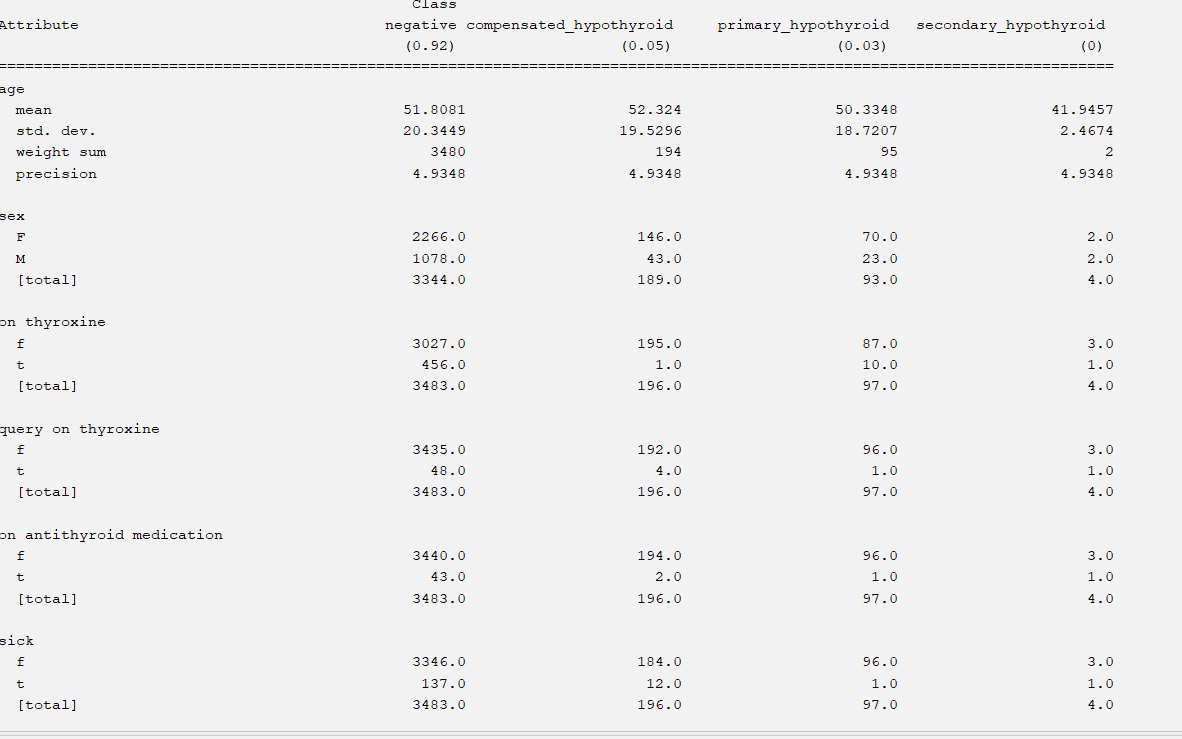 Class
Attribute negative compensated_hypothyroid primary_hypothyroid secondary_hypothyroid
(0.92) (0.05) (0.03) (0)
==============================================================================================================================
age
mean 51.8081 52.324 50.3348 41.9457
std. dev. 20.3449 19.5296 18.7207 2.4674
weight sum 3480 194 95 2
precision 4.9348 4.9348 4.9348 4.9348
sex
F 2266.0 146.0 70.0 2.0
M 1078.0 43.0 23.0 2.0
[total] 3344.0 189.0 93.0 4.0
on thyroxine
f 3027.0 195.0 87.0 3.0
t 456.0 1.0 10.0 1.0
[total] 3483.0 196.0 97.0 4.0
query on thyroxine
f 3435.0 192.0 96.0 3.0
t 48.0 4.0 1.0 1.0
[total] 3483.0 196.0 97.0 4.0
on antithyroid medication
f 3440.0 194.0 96.0 3.0
t 43.0 2.0 1.0 1.0
[total] 3483.0 196.0 97.0 4.0
sick
f 3346.0 184.0 96.0 3.0
t 137.0 12.0 1.0 1.0
[total] 3483.0 196.0 97.0 4.0